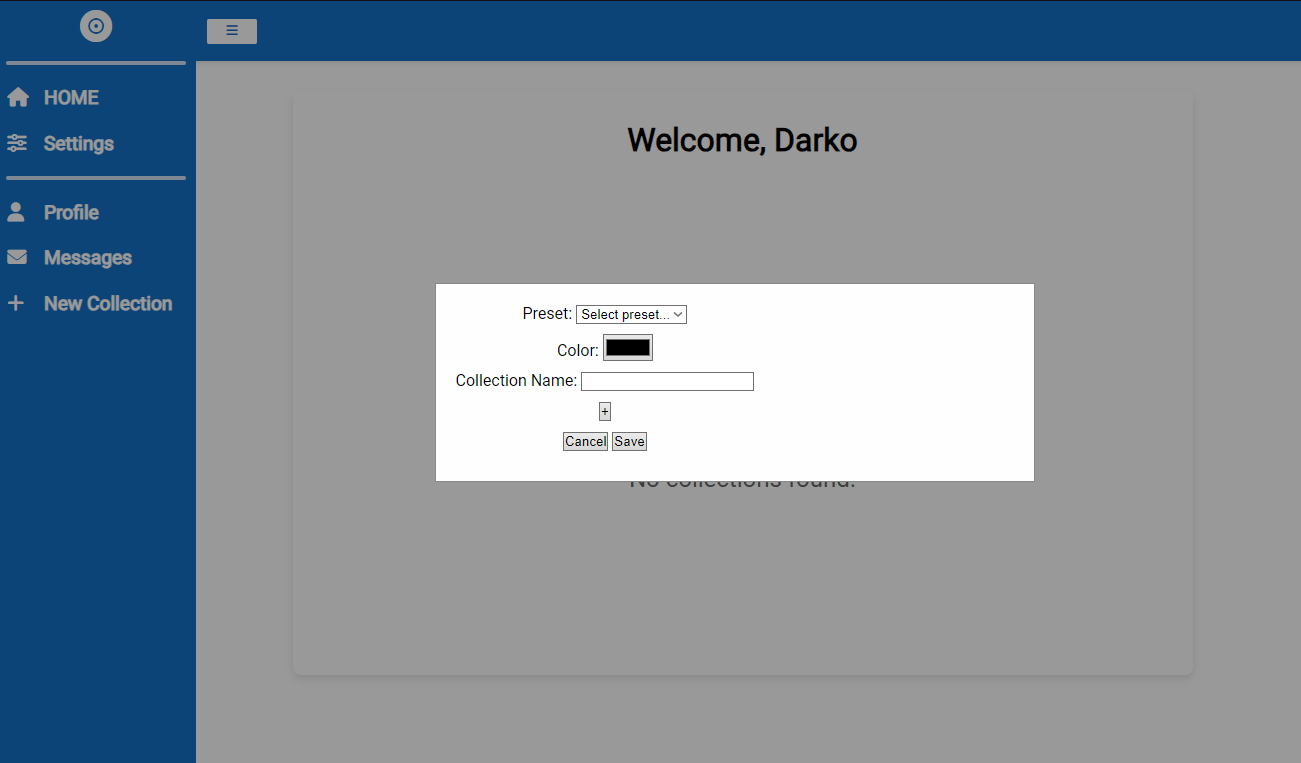 HOME
Settings
Profile
Messages
New Collection
Welcome, Darko
Preset: Select preset...
Color:
Collection Name:
+
Cancel Save
No collections found.